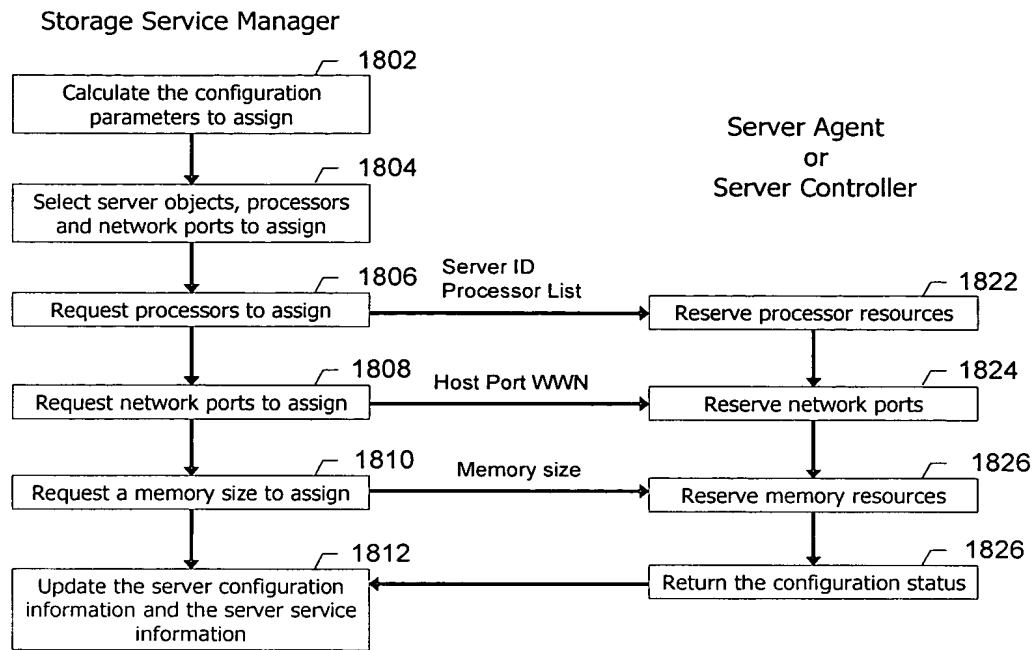 Storage Service Manager
1802
Calculate the configuration
parameters to assign
Server Agent
or
Server Controller
1804
Select server objects, processors
and network ports to assign
1806
Request processors to assign
Server ID
Processor List
1822
Reserve processor resources
1808
Request network ports to assign
Host Port WWN
1824
Reserve network ports
1810
Request a memory size to assign
Memory size
1826
Reserve memory resources
1812
Update the server configuration
information and the server service
information
1826
Return the configuration status